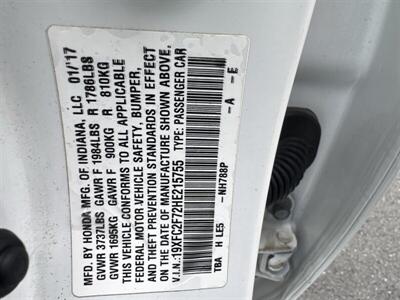 MFD. BY HONDA MFG. OF INDIANA, LLC 01/17
GVWR 3737LBS GAWR F 1984LBS R 1786LBS
GVWR 1695KG GAWR F 900KG R 810KG
THIS VEHICLE CONFORMS TO ALL APPLICABLE
FEDERAL MOTOR VEHICLE SAFETY, BUMPER,
AND THEFT PREVENTION STANDARDS IN EFFECT
ON THE DATE OF MANUFACTURE SHOWN ABOVE.
V.I.N.: 19XFC2F72HE215755 TYPE: PASSENGER CAR
TBA H LE5 -NH788P -A -E